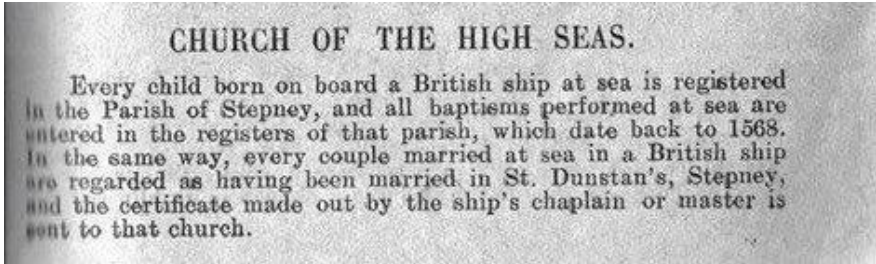 CHURCH OF THE HIGH SEAS.
Every child born on board a British ship at sea is registered
in the Parish of Stepney, and all baptisms performed at sea are
entered in the registers of that parish, which date back to 1568.
In the same way, every couple married at sea in a British ship
are regarded as having been married in St. Dunstan's, Stepney,
and the certificate made out by the ship's chaplain or master is
sent to that church.